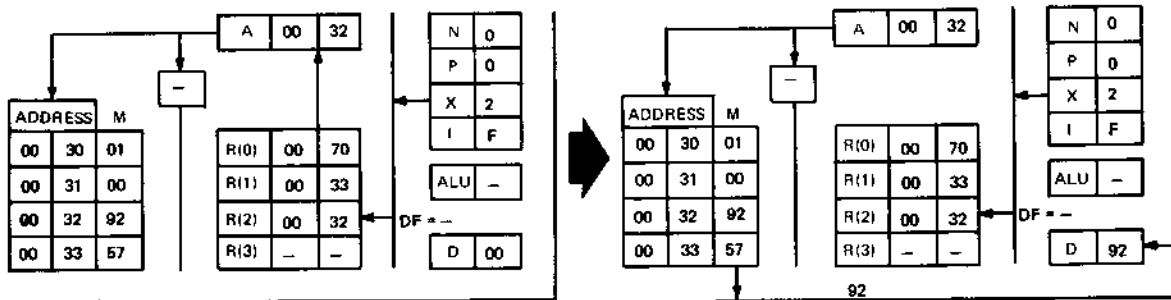 A 00 32
N 0
P 0
X 2
I F
–
ADDRESS M
00 30 01
00 31 00
00 32 92
00 33 57
R(0) 00 70
R(1) 00 33
R(2) 00 32
R(3) – –
ALU –
DF = –
D 00
A 00 32
N 0
P 0
X 2
I F
–
ADDRESS M
00 30 01
00 31 00
00 32 92
00 33 57
R(0) 00 70
R(1) 00 33
R(2) 00 32
R(3) – –
ALU –
DF = –
D 92
92